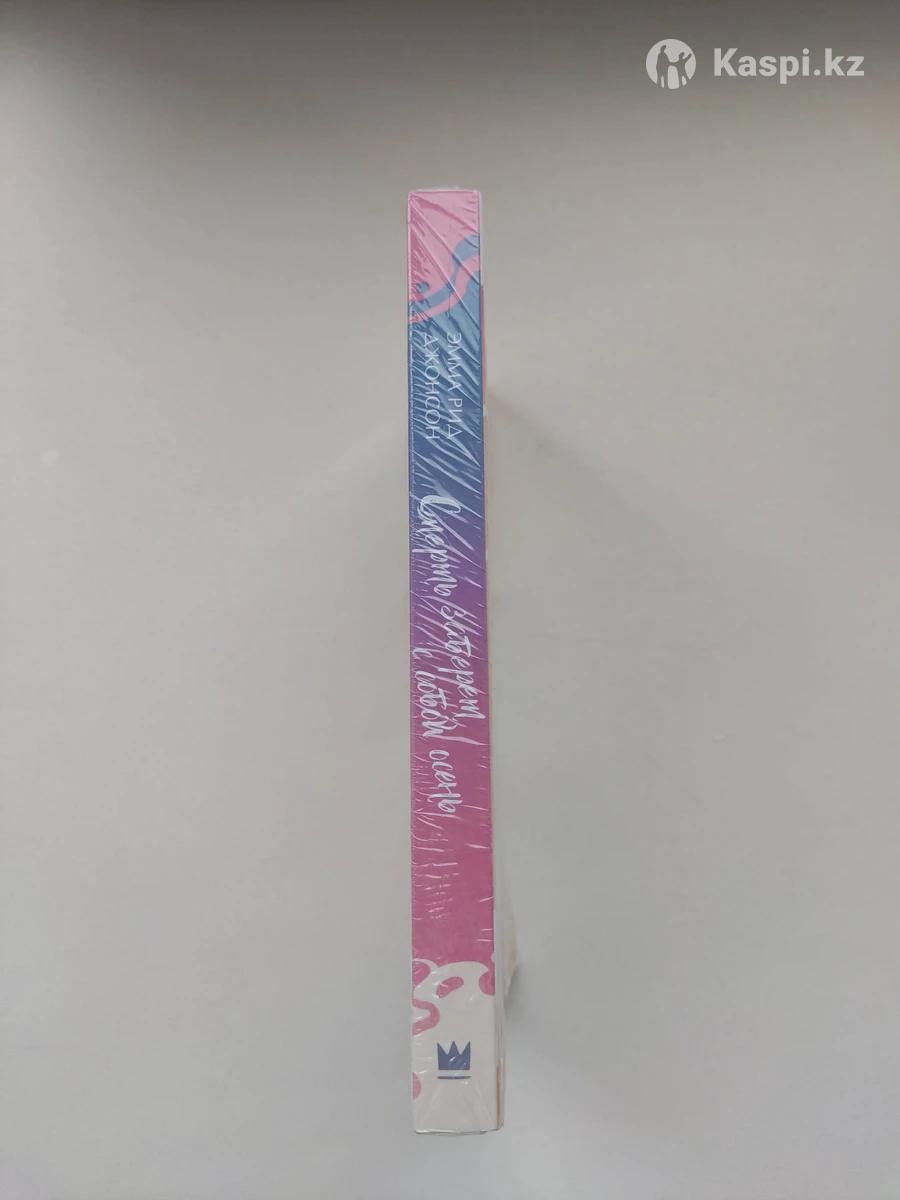 Kaspi.kz
ЭММА РИД
ДЖОНСОН
Смерть заберет
с собой осень